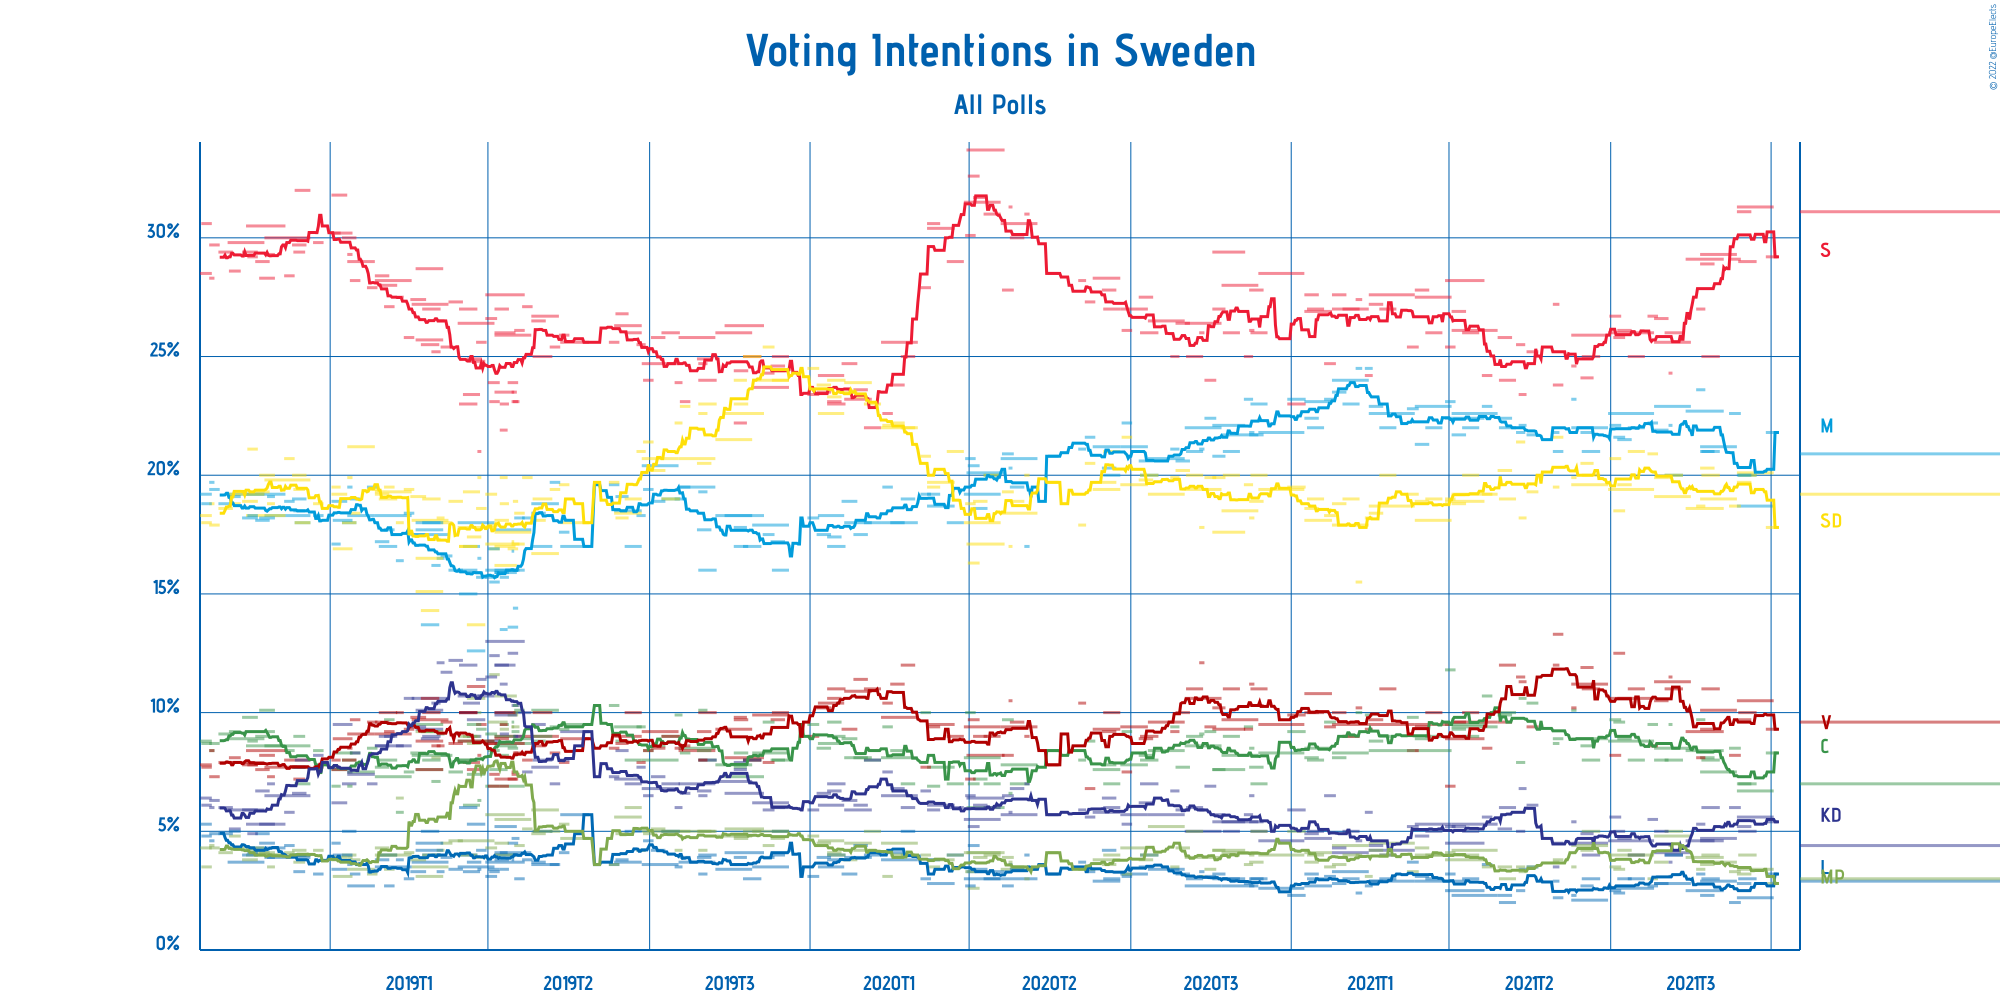 © 2022 @EuropeElects
Voting Intentions in Sweden
All Polls
30%
25%
20%
15%
10%
5%
0%
S
M
SD
V
C
KD
L
MP
2019T1 2019T2 2019T3 2020T1 2020T2 2020T3 2021T1 2021T2 2021T3